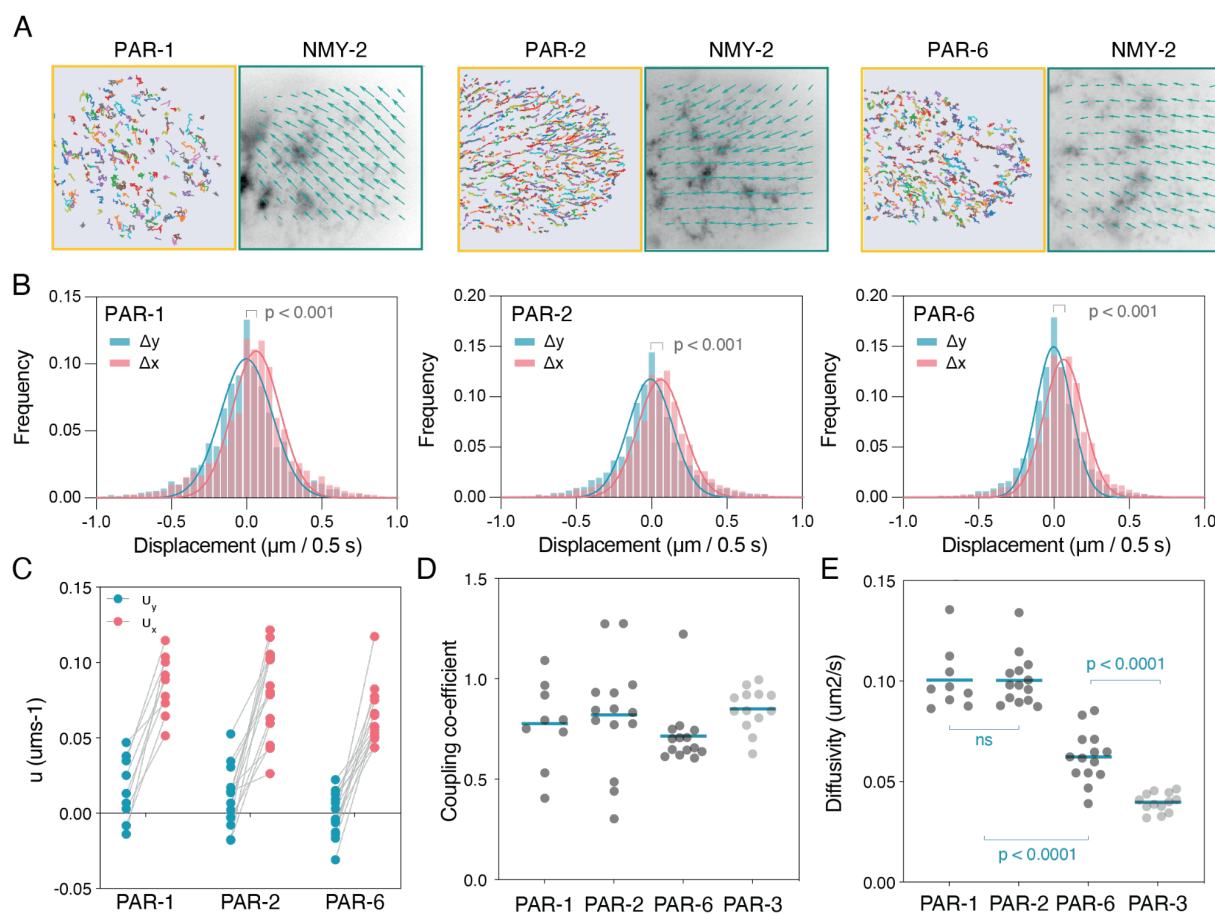 A
PAR-1 NMY-2 PAR-2 NMY-2 PAR-6 NMY-2
B
0.15 0.10 0.05 0.00
Frequency
PAR-1
Δy
Δx
p < 0.001
-1.0 -0.5 0.0 0.5 1.0
Displacement (μm / 0.5 s)
0.20 0.15 0.10 0.05 0.00
Frequency
PAR-2
Δy
Δx
p < 0.001
-1.0 -0.5 0.0 0.5 1.0
Displacement (μm / 0.5 s)
0.20 0.15 0.10 0.05 0.00
Frequency
PAR-6
Δy
Δx
p < 0.001
-1.0 -0.5 0.0 0.5 1.0
Displacement (μm / 0.5 s)
C
0.15 0.10 0.05 0.00 -0.05
u (ums-1)
uy
ux
PAR-1 PAR-2 PAR-6
D
1.5 1.0 0.5 0.0
Coupling co-efficient
PAR-1 PAR-2 PAR-6 PAR-3
E
0.15 0.10 0.05 0.00
Diffusivity (um2/s)
p < 0.0001
ns
p < 0.0001
PAR-1 PAR-2 PAR-6 PAR-3